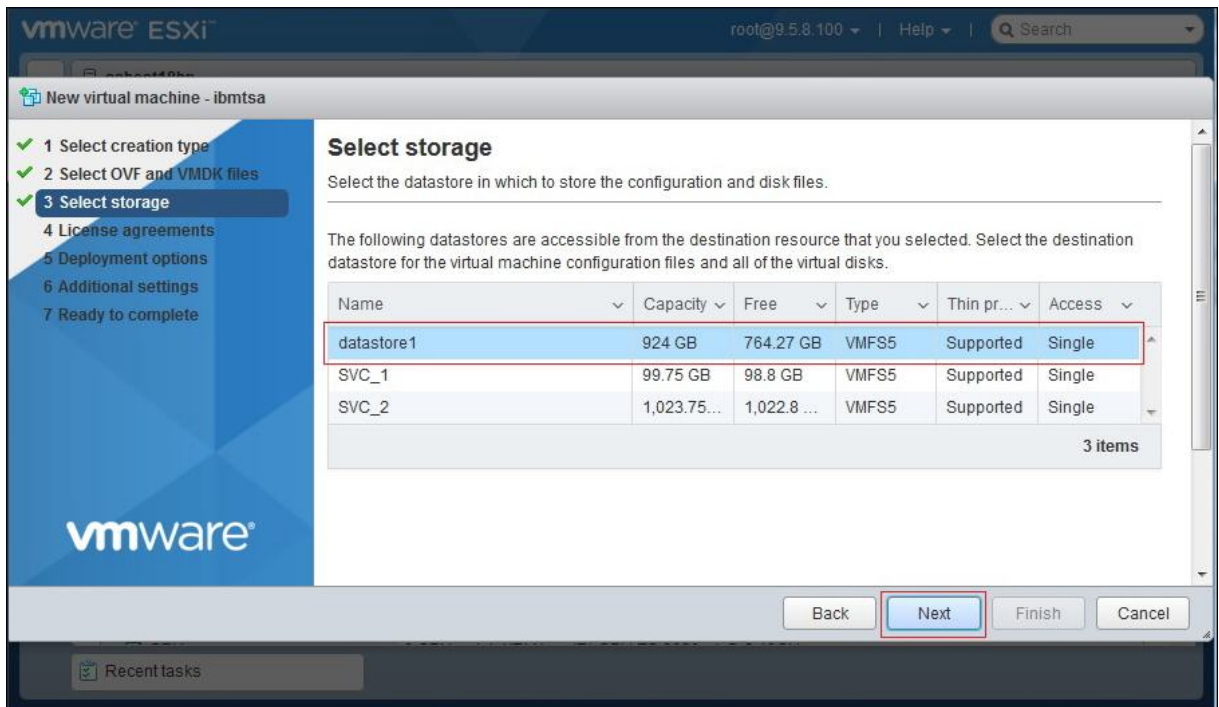 vmware ESXi™
root@9.5.8.100 | Help | Search
New virtual machine - ibmtsa
1 Select creation type
2 Select OVF and VMDK files
3 Select storage
4 License agreements
5 Deployment options
6 Additional settings
7 Ready to complete
vmware®
Select storage
Select the datastore in which to store the configuration and disk files.
The following datastores are accessible from the destination resource that you selected. Select the destination
datastore for the virtual machine configuration files and all of the virtual disks.
Name Capacity Free Type Thin pr... Access
datastore1 924 GB 764.27 GB VMFS5 Supported Single
SVC_1 99.75 GB 98.8 GB VMFS5 Supported Single
SVC_2 1,023.75... 1,022.8 ... VMFS5 Supported Single
3 items
Back Next Finish Cancel
Recent tasks